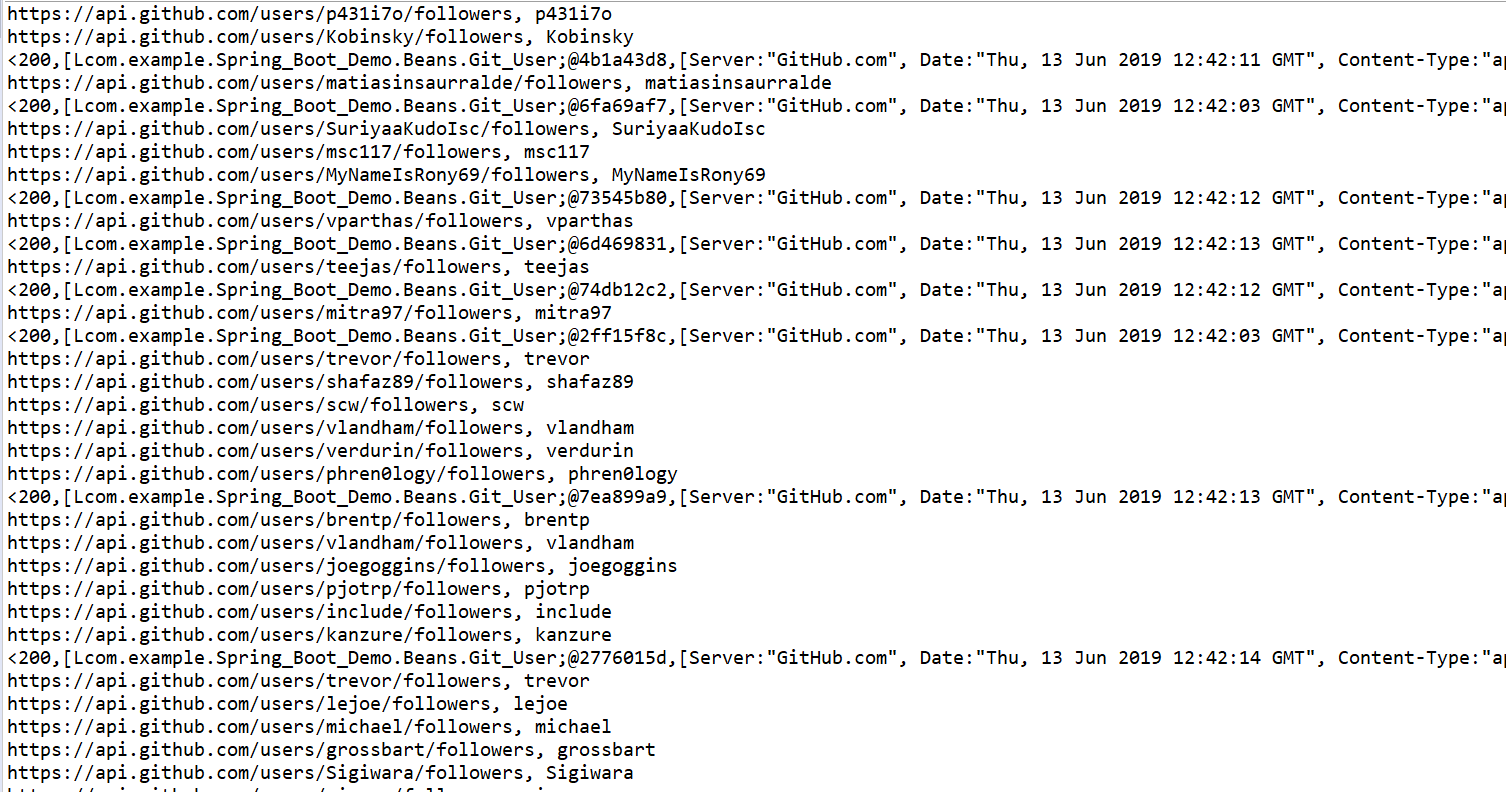 https://api.github.com/users/p431i7o/followers, p431i7o
https://api.github.com/users/Kobinsky/followers, Kobinsky
<200,[Lcom.example.Spring_Boot_Demo.Beans.Git_User;@4b1a43d8,[Server:"GitHub.com", Date:"Thu, 13 Jun 2019 12:42:11 GMT", Content-Type:"ap
https://api.github.com/users/matiasinsaurralde/followers, matiasinsaurralde
<200,[Lcom.example.Spring_Boot_Demo.Beans.Git_User;@6fa69af7,[Server:"GitHub.com", Date:"Thu, 13 Jun 2019 12:42:03 GMT", Content-Type:"ap
https://api.github.com/users/SuriyaaKudoIsc/followers, SuriyaaKudoIsc
https://api.github.com/users/msc117/followers, msc117
https://api.github.com/users/MyNameIsRony69/followers, MyNameIsRony69
<200,[Lcom.example.Spring_Boot_Demo.Beans.Git_User;@73545b80,[Server:"GitHub.com", Date:"Thu, 13 Jun 2019 12:42:12 GMT", Content-Type:"ap
https://api.github.com/users/vparthas/followers, vparthas
<200,[Lcom.example.Spring_Boot_Demo.Beans.Git_User;@6d469831,[Server:"GitHub.com", Date:"Thu, 13 Jun 2019 12:42:13 GMT", Content-Type:"ap
https://api.github.com/users/teejas/followers, teejas
<200,[Lcom.example.Spring_Boot_Demo.Beans.Git_User;@74db12c2,[Server:"GitHub.com", Date:"Thu, 13 Jun 2019 12:42:12 GMT", Content-Type:"ap
https://api.github.com/users/mitra97/followers, mitra97
<200,[Lcom.example.Spring_Boot_Demo.Beans.Git_User;@2ff15f8c,[Server:"GitHub.com", Date:"Thu, 13 Jun 2019 12:42:03 GMT", Content-Type:"ap
https://api.github.com/users/trevor/followers, trevor
https://api.github.com/users/shafaz89/followers, shafaz89
https://api.github.com/users/scw/followers, scw
https://api.github.com/users/vlandham/followers, vlandham
https://api.github.com/users/verdurin/followers, verdurin
https://api.github.com/users/phren0logy/followers, phren0logy
<200,[Lcom.example.Spring_Boot_Demo.Beans.Git_User;@7ea899a9,[Server:"GitHub.com", Date:"Thu, 13 Jun 2019 12:42:13 GMT", Content-Type:"ap
https://api.github.com/users/brentp/followers, brentp
https://api.github.com/users/vlandham/followers, vlandham
https://api.github.com/users/joegoggins/followers, joegoggins
https://api.github.com/users/pjotrp/followers, pjotrp
https://api.github.com/users/include/followers, include
https://api.github.com/users/kanzure/followers, kanzure
<200,[Lcom.example.Spring_Boot_Demo.Beans.Git_User;@2776015d,[Server:"GitHub.com", Date:"Thu, 13 Jun 2019 12:42:14 GMT", Content-Type:"ap
https://api.github.com/users/trevor/followers, trevor
https://api.github.com/users/lejoe/followers, lejoe
https://api.github.com/users/michael/followers, michael
https://api.github.com/users/grossbart/followers, grossbart
https://api.github.com/users/Sigiwara/followers, Sigiwara